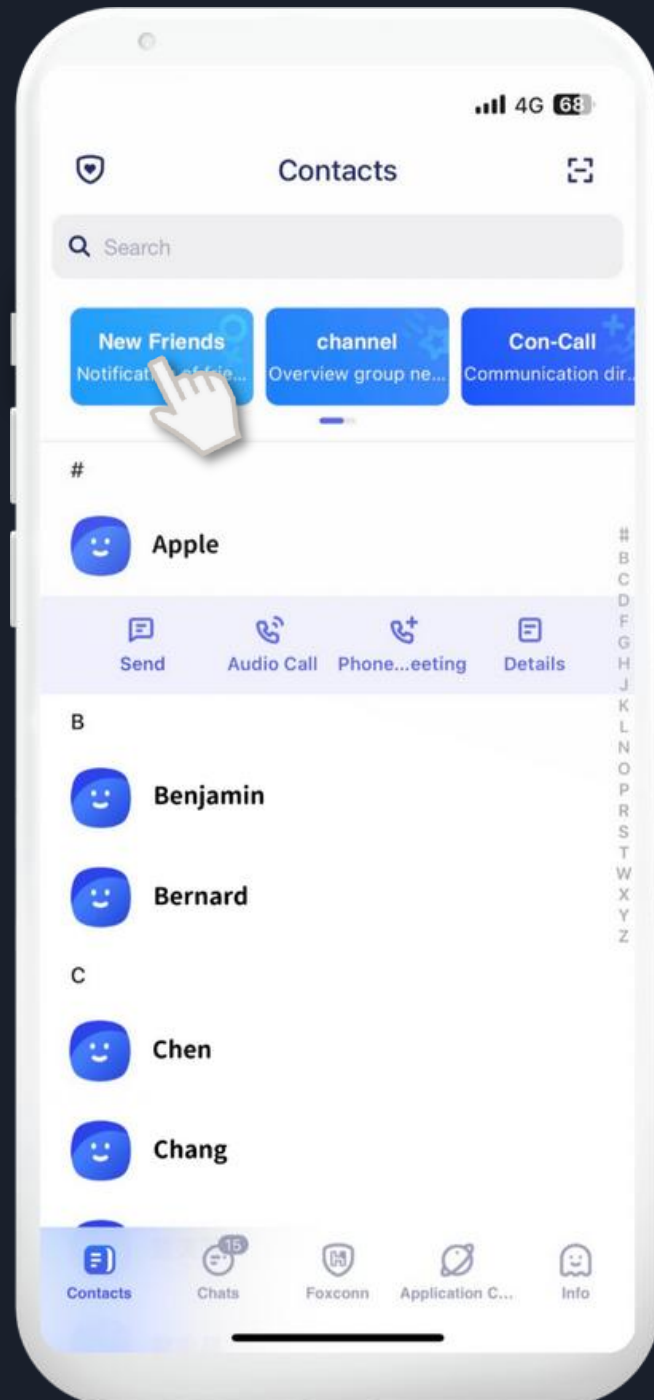 4G 68
Contacts
Search
New Friends
channel
Con-Call
Overview group ne...
Communication dir..
#
Apple
Send
Audio Call
Phone...eeting
Details
B
Benjamin
Bernard
C
Chen
Chang
#
B
C
D
F
G
H
J
K
L
N
O
P
R
S
T
W
X
Y
Z
15
Contacts
Chats
Foxconn
Application C...
Info